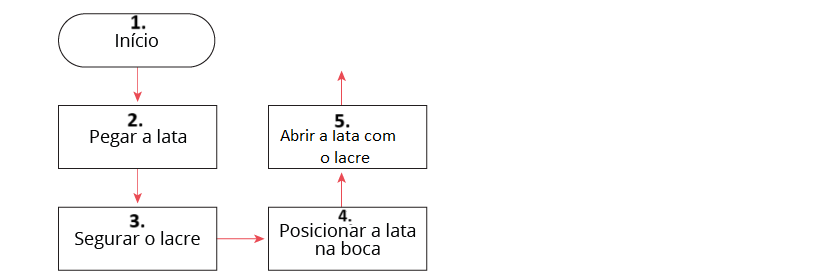 1.
Início
2.
Pegar a lata
3.
Segurar o lacre
4.
Posicionar a lata
na boca
5.
Abrir a lata com
o lacre